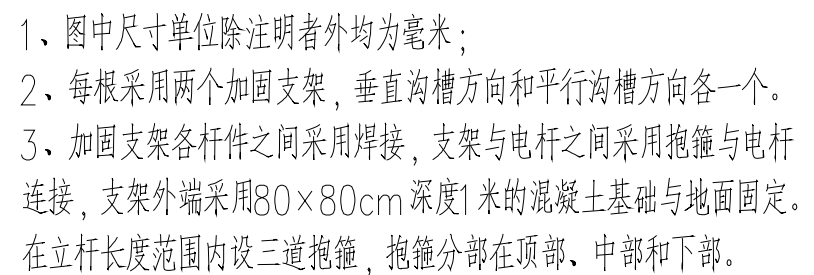 1、图中尺寸单位除注明者外均为毫米；
2、每根采用两个加固支架，垂直沟槽方向和平行沟槽方向各一个。
3、加固支架各杆件之间采用焊接，支架与电杆之间采用抱箍与电杆
连接，支架外端采用80×80cm深度1米的混凝土基础与地面固定。
在立杆长度范围内设三道抱箍，抱箍分部在顶部、中部和下部。